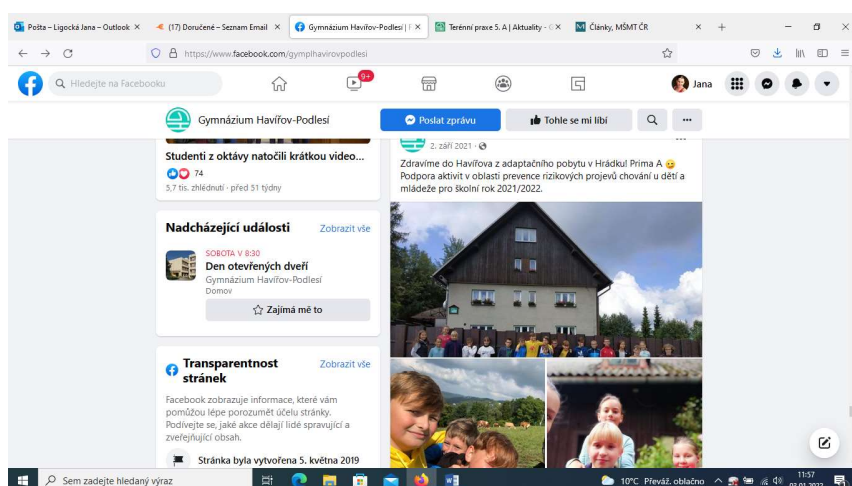 Pošta – Ligocká Jana – Outlook
(17) Doručené – Seznam Email
Gymnázium Havířov-Podlesí | F
Terénní praxe 5. A | Aktuality - G
Články, MŠMT ČR
https://www.facebook.com/gymplhavirovpodlesi
Hledejte na Facebooku
9+
Jana
Gymnázium Havířov-Podlesí
Poslat zprávu
Tohle se mi líbí
Studenti z oktávy natočili krátkou video...
74
5,7 tis. zhlédnutí · před 51 týdny
Nadcházející události
Zobrazit vše
SOBOTA V 8:30
Den otevřených dveří
Gymnázium Havířov-Podlesí
Domov
Zajímá mě to
Transparentnost
stránek
Zobrazit vše
Facebook zobrazuje informace, které vám
pomůžou lépe porozumět účelu stránky.
Podívejte se, jaké akce dělají lidé spravující a
zveřejňující obsah.
Stránka byla vytvořena 5. května 2019
2. září 2021 ·
Zdravíme do Havířova z adaptačního pobytu v Hrádku! Prima A
Podpora aktivit v oblasti prevence rizikových projevů chování u dětí a
mládeže pro školní rok 2021/2022.
Sem zadejte hledaný výraz
10°C Převáž. oblačno
11:57
03.01.2022